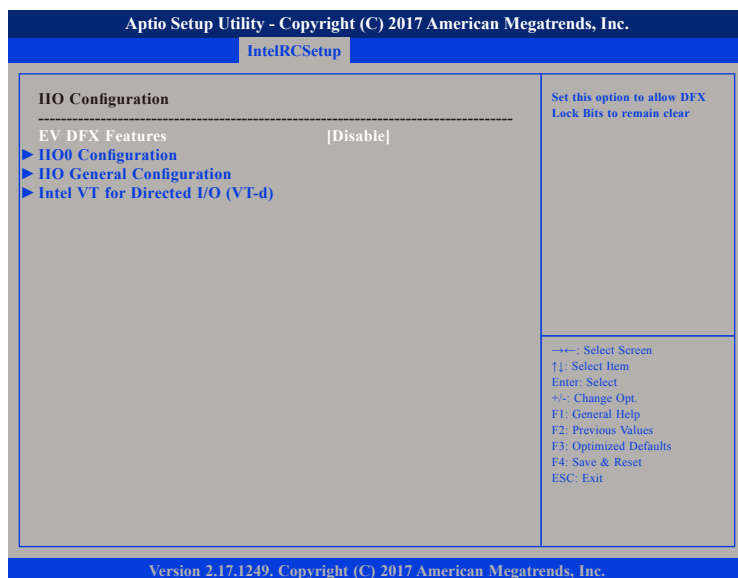 Aptio Setup Utility - Copyright (C) 2017 American Megatrends, Inc.
IntelRCSetup
IIO Configuration
--------------------------------------------------------------------------------
EV DFX Features [Disable]
► IIO0 Configuration
► IIO General Configuration
► Intel VT for Directed I/O (VT-d)
Set this option to allow DFX
Lock Bits to remain clear
→←: Select Screen
↑↓: Select Item
Enter: Select
+/-: Change Opt.
F1: General Help
F2: Previous Values
F3: Optimized Defaults
F4: Save & Reset
ESC: Exit
Version 2.17.1249. Copyright (C) 2017 American Megatrends, Inc.